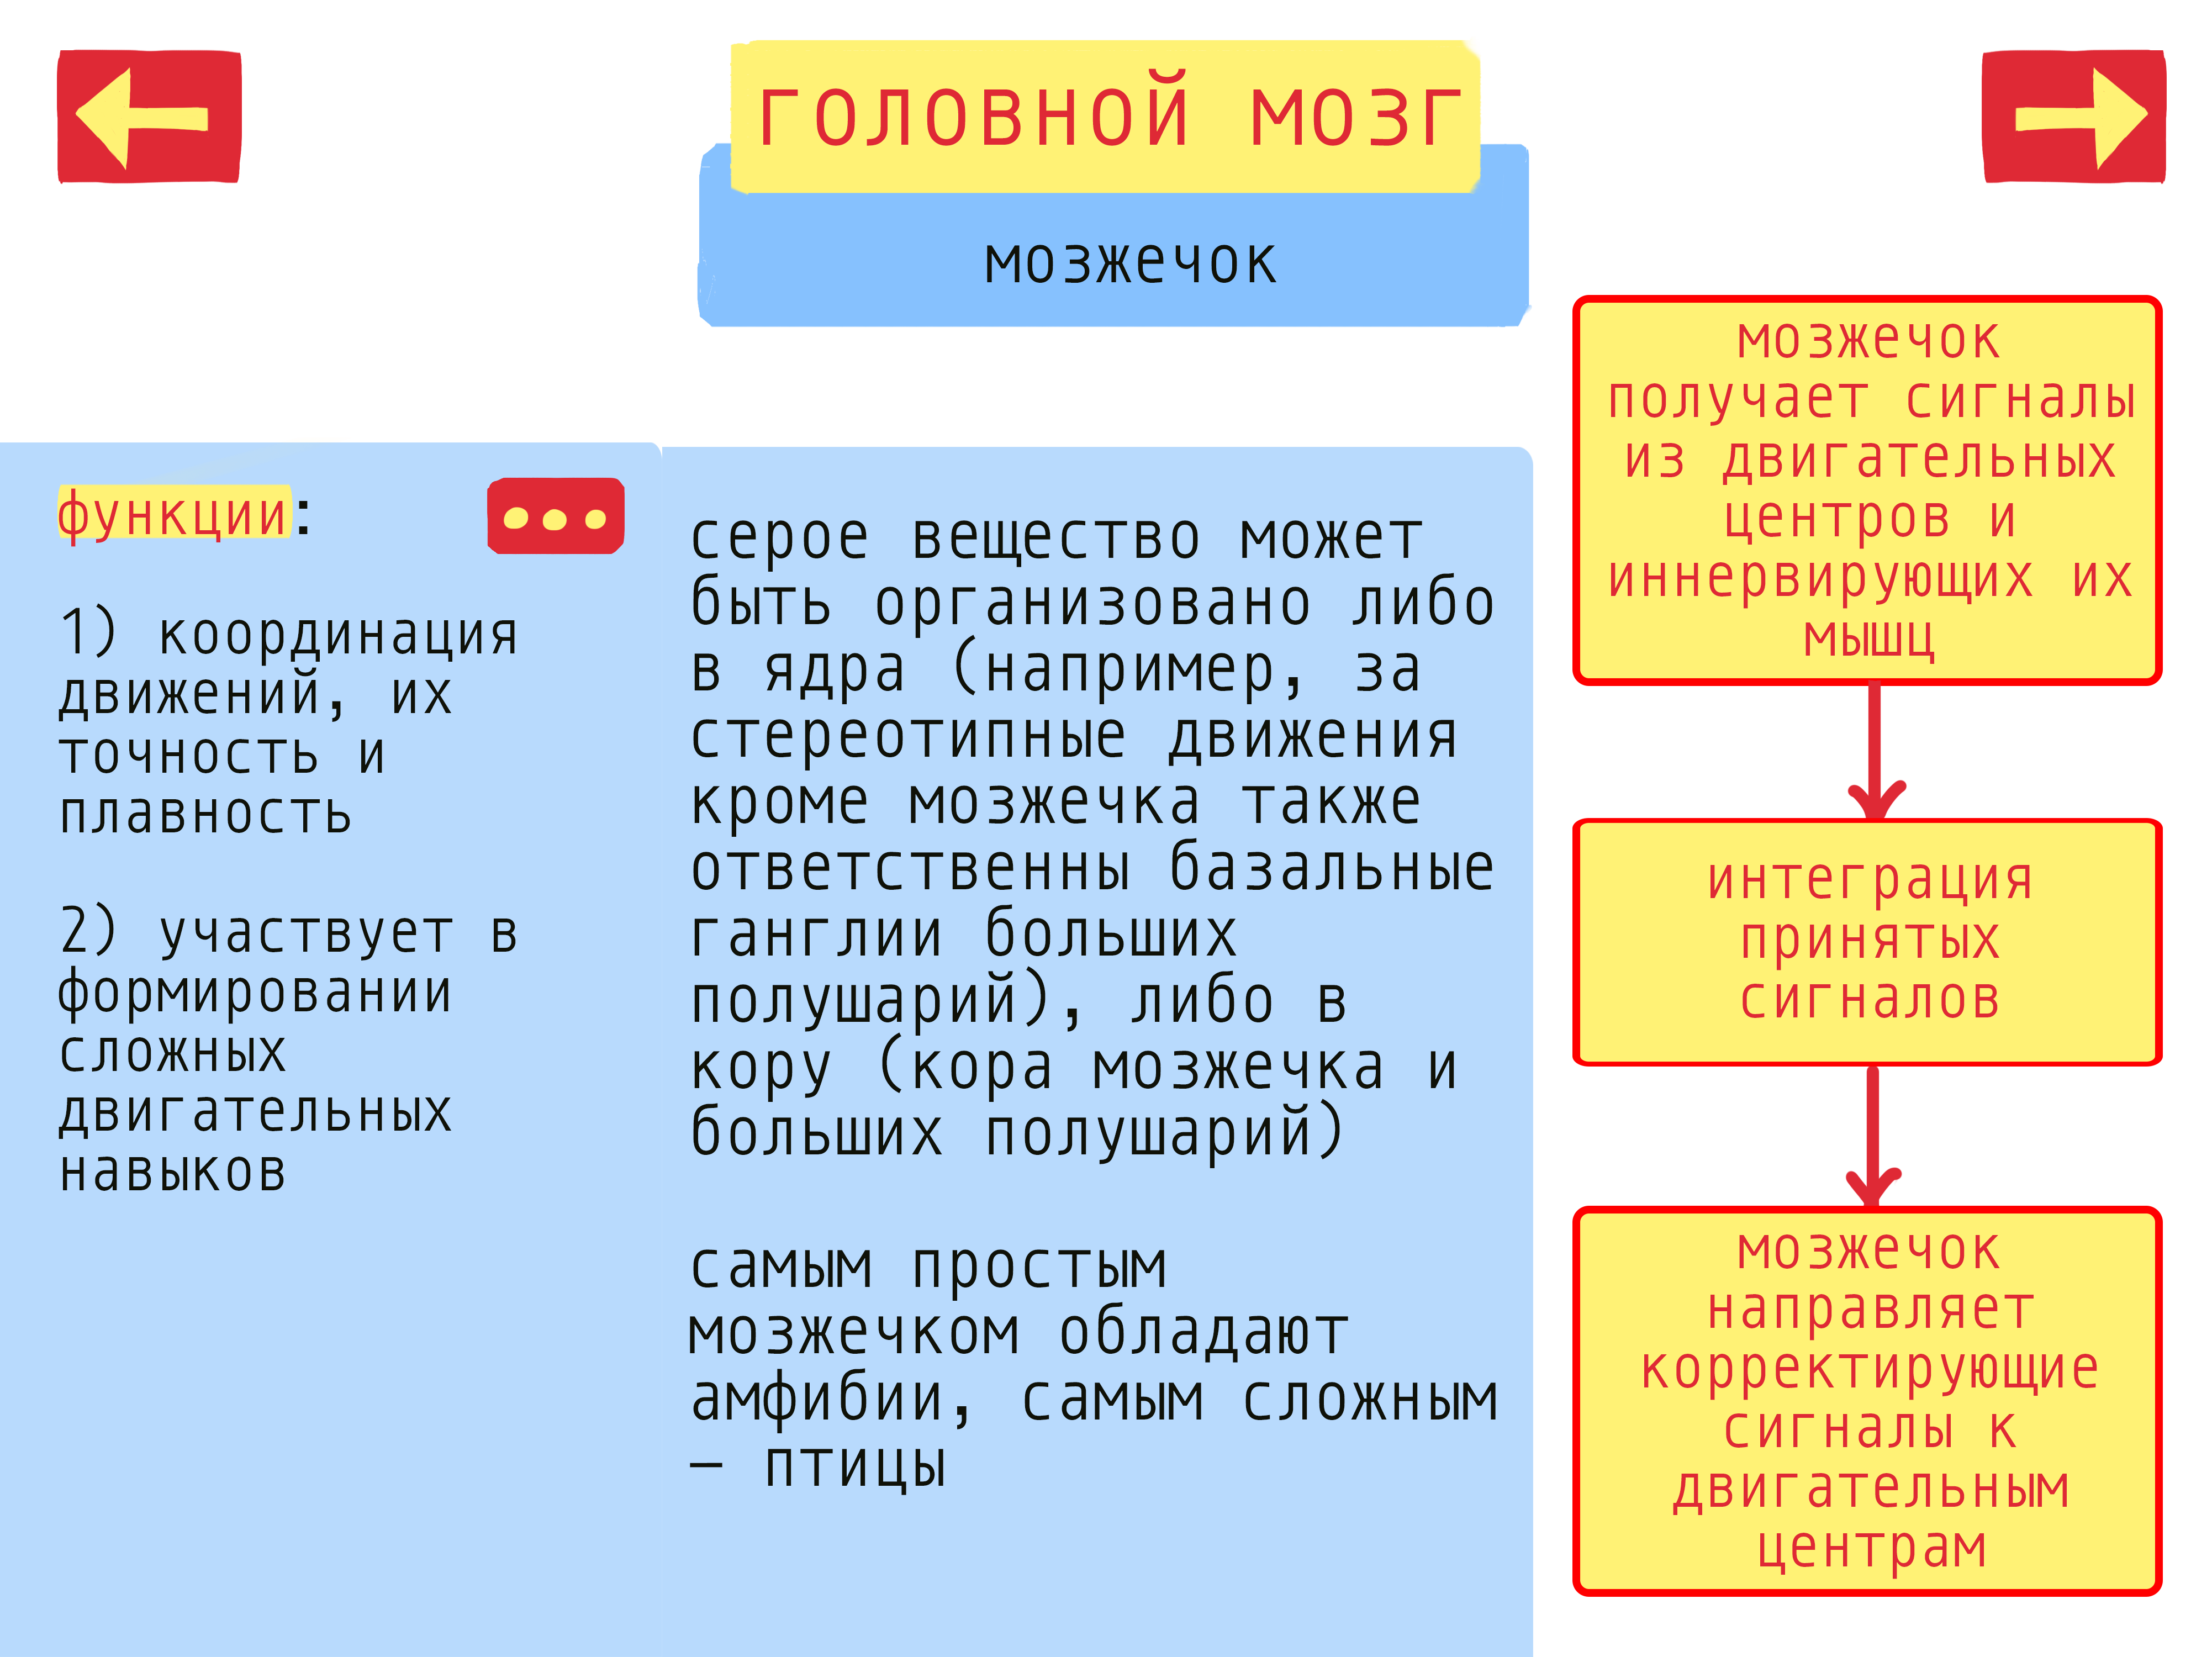 головной мозг
мозжечок
функции:
1) координация
движений, их
точность и
плавность
2) участвует в
формировании
сложных
двигательных
навыков
серое вещество может
быть организовано либо
в ядра (например, за
стереотипные движения
кроме мозжечка также
ответственны базальные
ганглии больших
полушарий), либо в
кору (кора мозжечка и
больших полушарий)
самым простым
мозжечком обладают
амфибии, самым сложным
— птицы
мозжечок
получает сигналы
из двигательных
центров и
иннервирующих их
мышц
интеграция
принятых
сигналов
мозжечок
направляет
корректирующие
сигналы к
двигательным
центрам